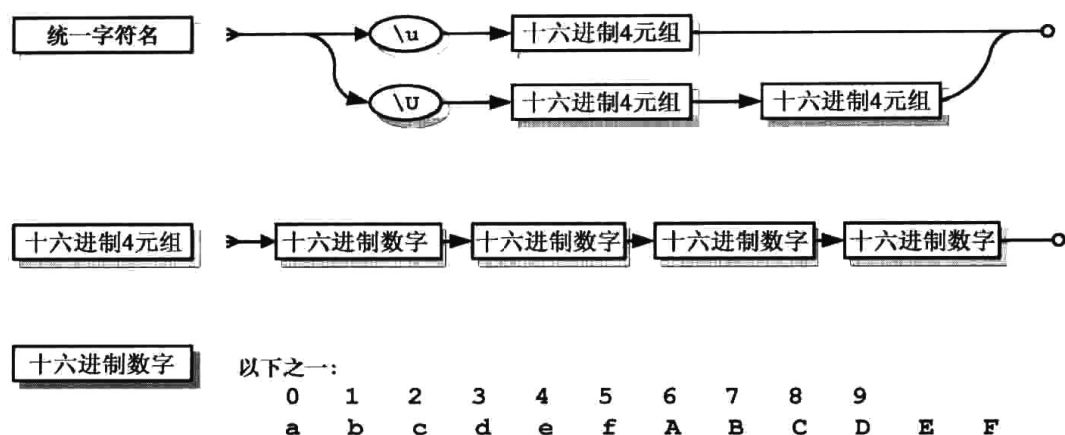 统一字符名 \u 十六进制4元组
\U 十六进制4元组 十六进制4元组
十六进制4元组 十六进制数字 十六进制数字 十六进制数字 十六进制数字
十六进制数字 以下之一:
0 1 2 3 4 5 6 7 8 9
a b c d e f A B C D E F